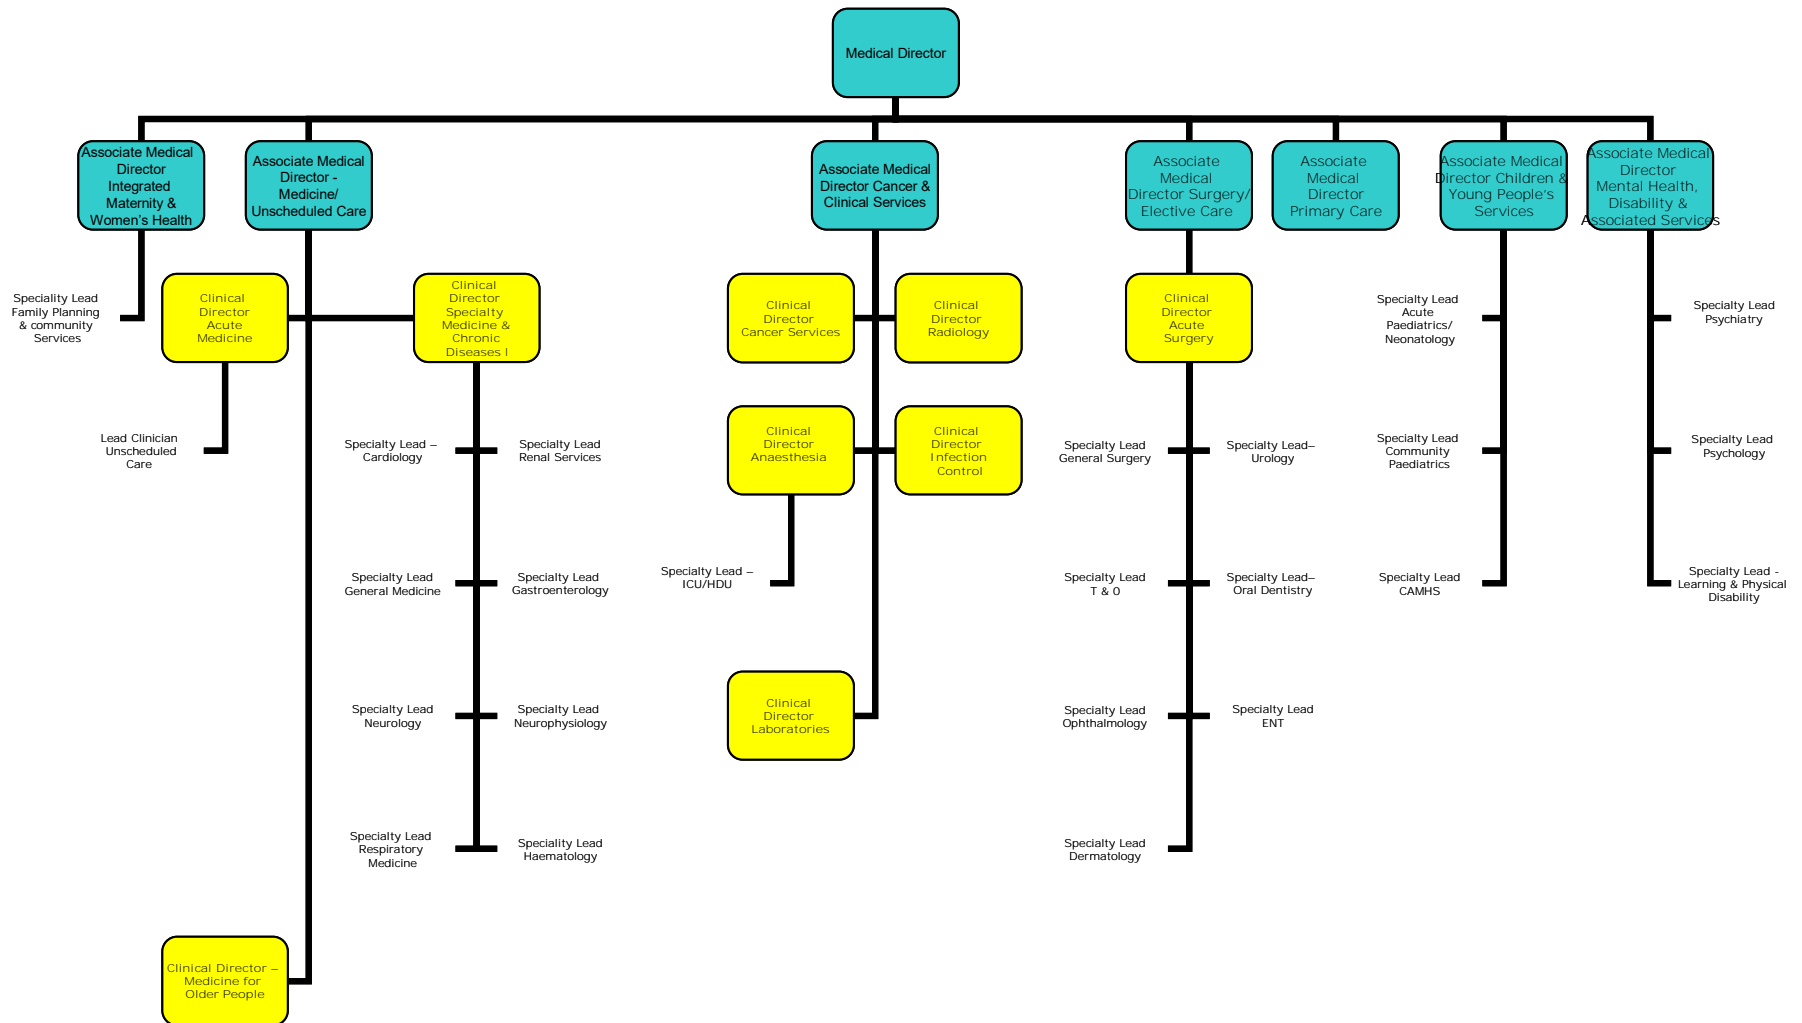 Medical Director
Associate Medical
Director
Integrated
Maternity &
Women's Health
Associate Medical
Director -
Medicine/
Unscheduled Care
Associate Medical
Director Cancer &
Clinical Services
Associate
Medical
Director Surgery/
Elective Care
Associate
Medical
Director
Primary Care
Associate Medical
Director Children &
Young People's
Services
Associate Medical
Director
Mental Health,
Disability &
Associated Services
Speciality Lead
Family Planning
& community
Services
Clinical
Director
Acute
Medicine
Clinical
Director
Specialty
Medicine &
Chronic
Diseases I
Clinical
Director
Cancer Services
Clinical
Director
Radiology
Clinical
Director
Acute
Surgery
Specialty Lead
Acute
Paediatrics/
Neonatology
Specialty Lead
Psychiatry
Lead Clinician
Unscheduled
Care
Specialty Lead –
Cardiology
Specialty Lead
Renal Services
Clinical
Director
Anaesthesia
Clinical
Director
Infection
Control
Specialty Lead
General Surgery
Specialty Lead–
Urology
Specialty Lead
Community
Paediatrics
Specialty Lead
Psychology
Specialty Lead
General Medicine
Specialty Lead
Gastroenterology
Specialty Lead –
ICU/HDU
Specialty Lead
T & 0
Specialty Lead–
Oral Dentistry
Specialty Lead
CAMHS
Specialty Lead -
Learning & Physical
Disability
Specialty Lead
Neurology
Specialty Lead
Neurophysiology
Clinical
Director
Laboratories
Specialty Lead
Ophthalmology
Specialty Lead
ENT
Specialty Lead
Respiratory
Medicine
Speciality Lead
Haematology
Specialty Lead
Dermatology
Clinical Director –
Medicine for
Older People